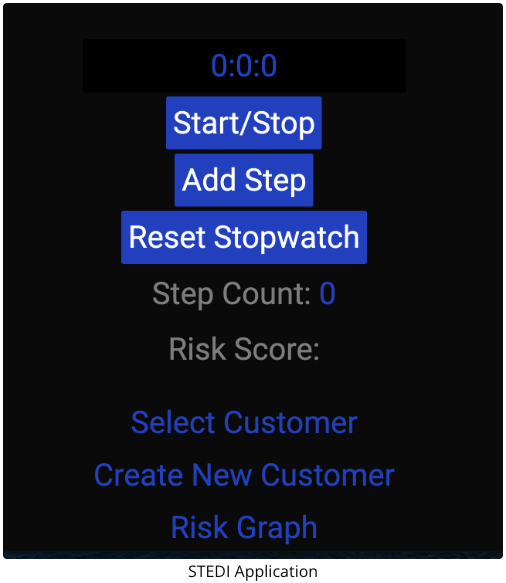 0:0:0
Start/Stop
Add Step
Reset Stopwatch
Step Count: 0
Risk Score:
Select Customer
Create New Customer
Risk Graph
STEDI Application